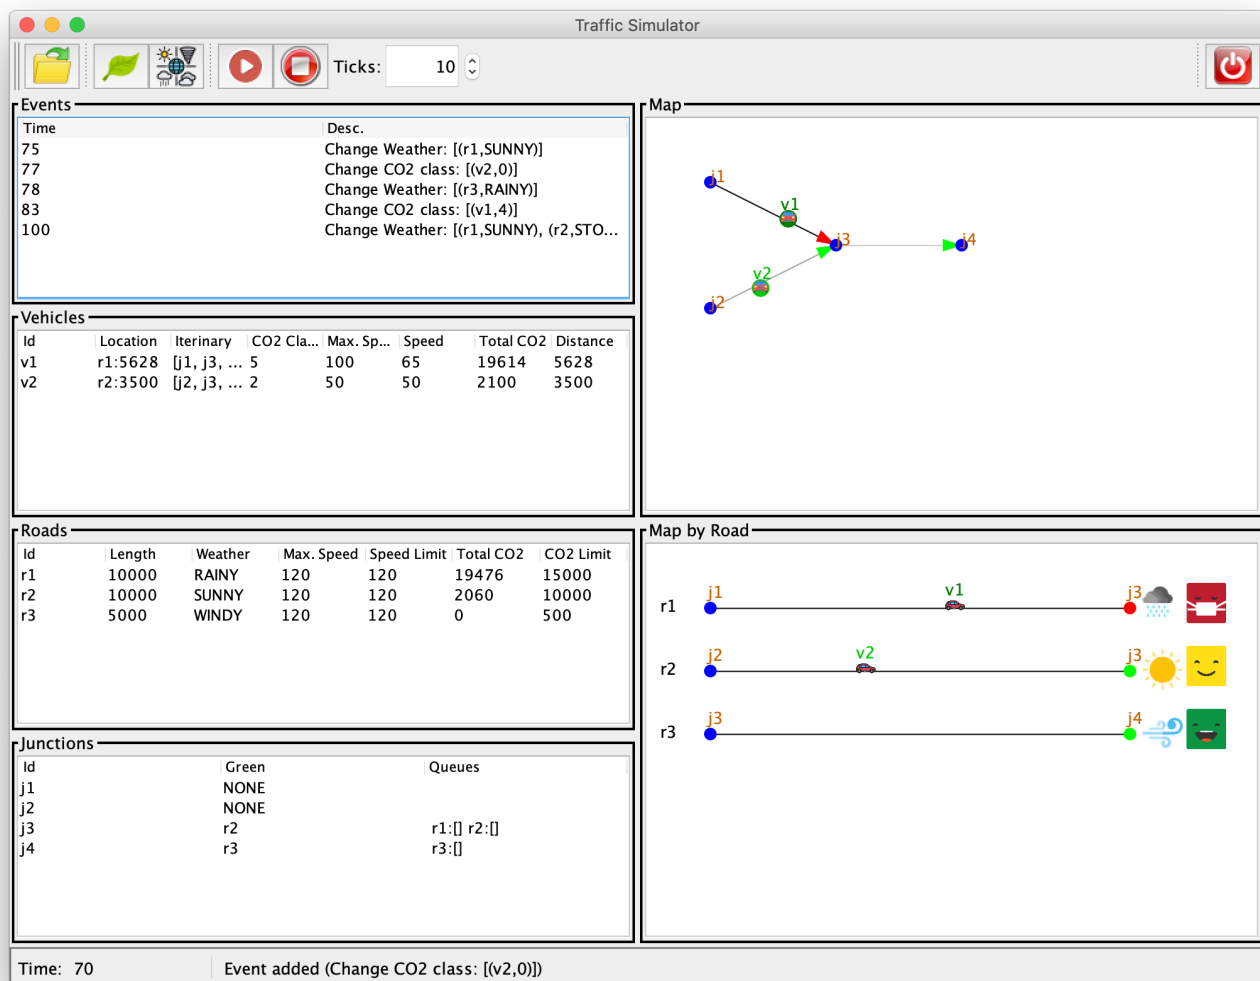 Traffic Simulator
Ticks: 10
Events
Time Desc.
75 Change Weather: [(r1,SUNNY)]
77 Change CO2 class: [(v2,0)]
78 Change Weather: [(r3,RAINY)]
83 Change CO2 class: [(v1,4)]
100 Change Weather: [(r1,SUNNY), (r2,STO...
Vehicles
Id Location Iterinary CO2 Cla... Max. Sp... Speed Total CO2 Distance
v1 r1:5628 [j1, j3, ... 5 100 65 19614 5628
v2 r2:3500 [j2, j3, ... 2 50 50 2100 3500
Roads
Id Length Weather Max. Speed Speed Limit Total CO2 CO2 Limit
r1 10000 RAINY 120 120 19476 15000
r2 10000 SUNNY 120 120 2060 10000
r3 5000 WINDY 120 120 0 500
Junctions
Id Green Queues
j1 NONE
j2 NONE
j3 r2 r1:[] r2:[]
j4 r3 r3:[]
Map
j1
v1
j3 j4
v2
j2
Map by Road
j1 v1 j3
r1
j2 v2 j3
r2
j3 j4
r3
Time: 70 Event added (Change CO2 class: [(v2,0)])